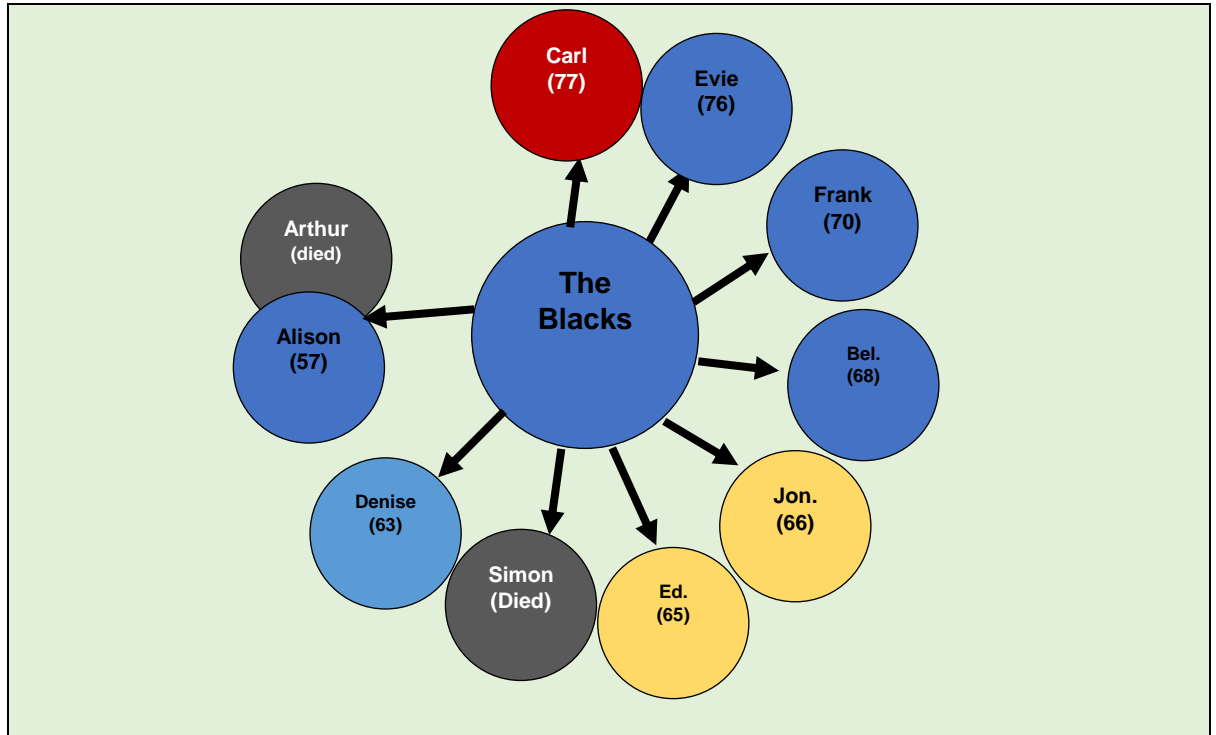 Carl
(77)
Evie
(76)
Frank
(70)
Bel.
(68)
Jon.
(66)
Ed.
(65)
Simon
(Died)
Denise
(63)
Alison
(57)
Arthur
(died)
The
Blacks